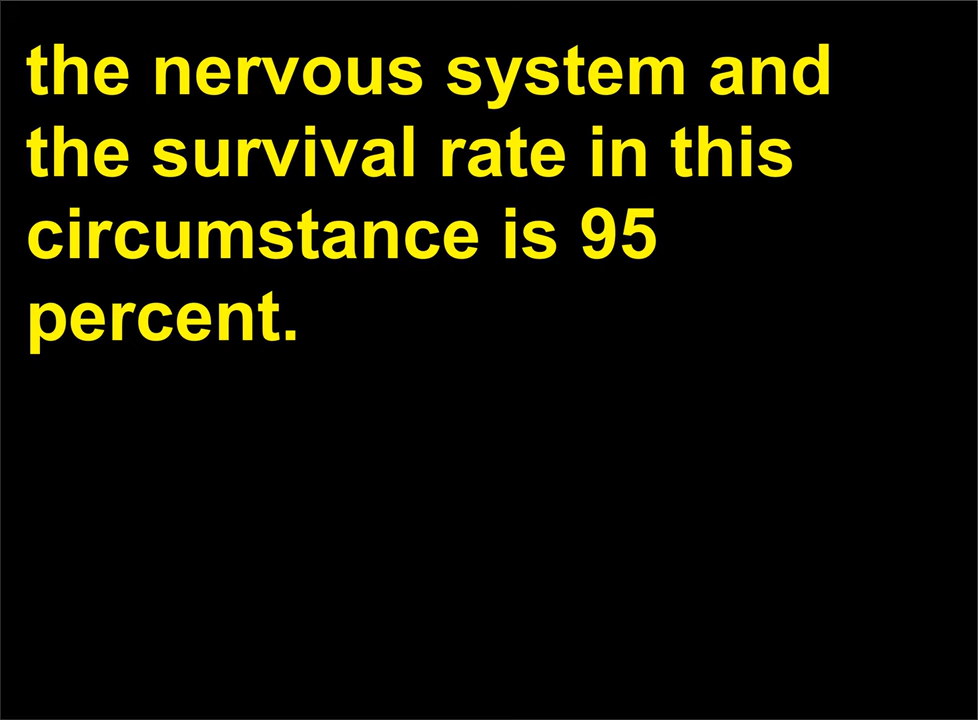 the nervous system and
the survival rate in this
circumstance is 95
percent.